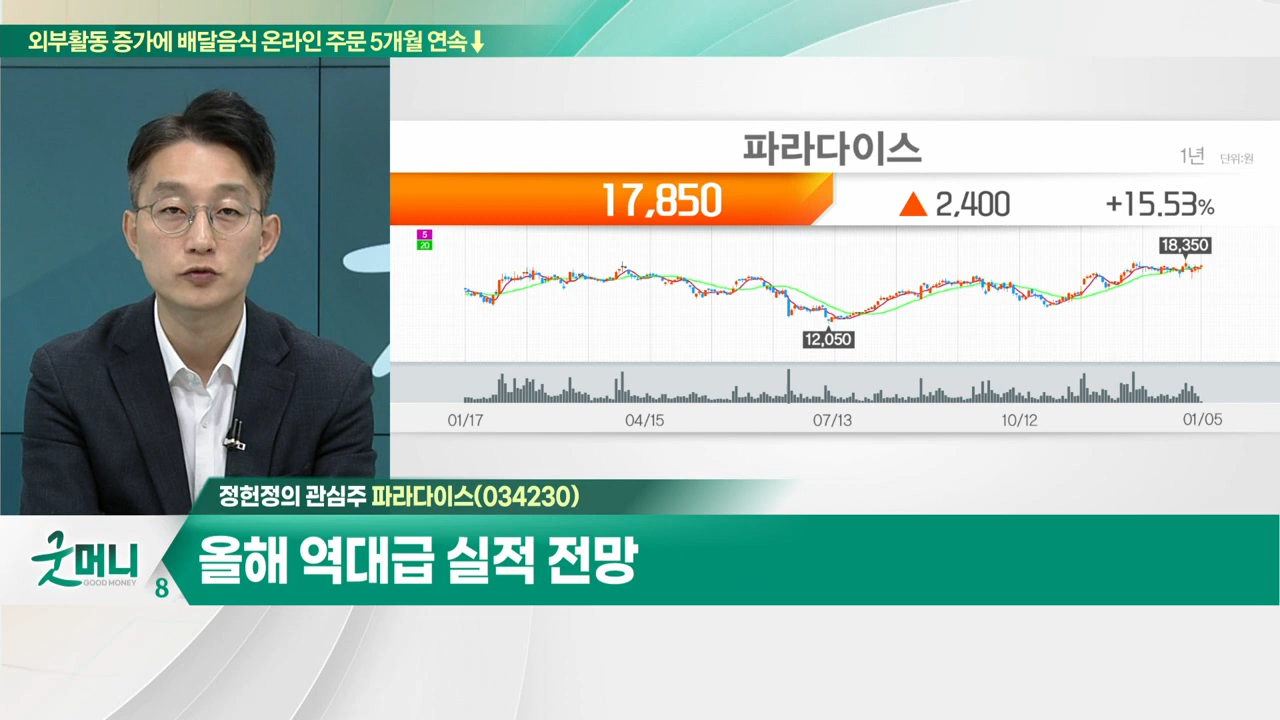 외부활동 증가에 배달음식 온라인 주문 5개월 연속↓
파라다이스
1년 단위:원
17,850 ▲ 2,400 +15.53%
5
20
18,350
12,050
01/17 04/15 07/13 10/12 01/05
정헌정의 관심주 파라다이스(034230)
굿머니
GOOD MONEY
8
올해 역대급 실적 전망